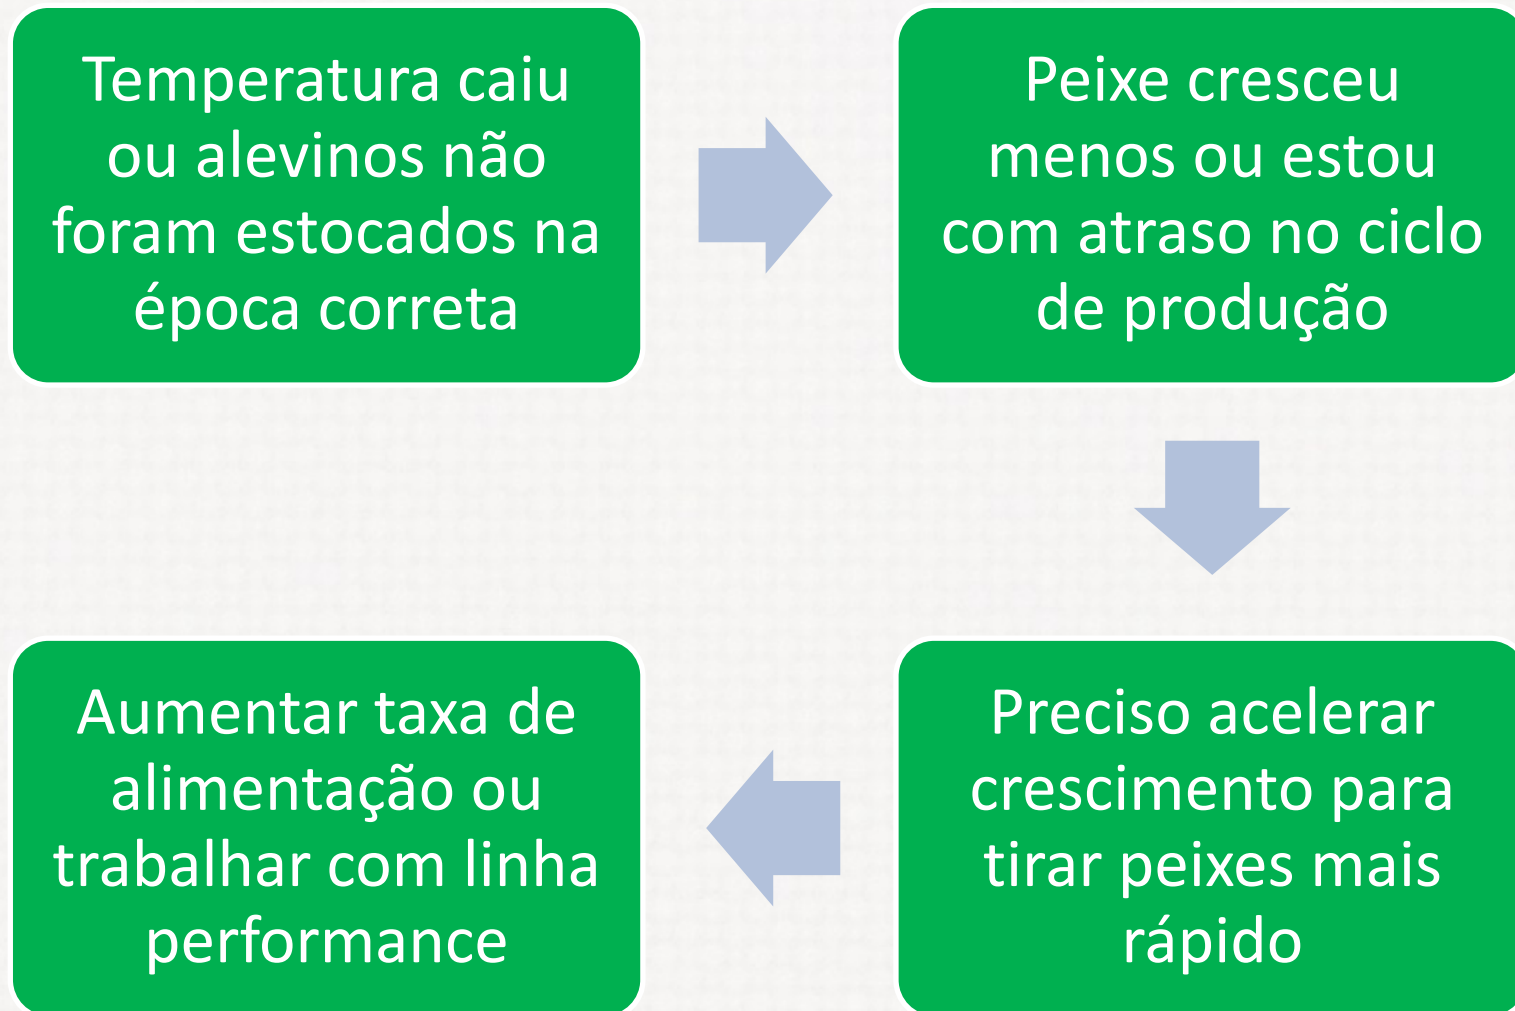 Temperatura caiu
ou alevinos não
foram estocados na
época correta
Peixe cresceu
menos ou estou
com atraso no ciclo
de produção
Preciso acelerar
crescimento para
tirar peixes mais
rápido
Aumentar taxa de
alimentação ou
trabalhar com linha
performance